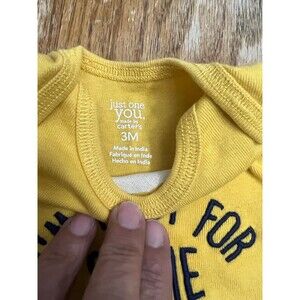 just one
you.
made by
carter's
3M
Made in India
Fabriqué en Inde
Hecho en India
FOR